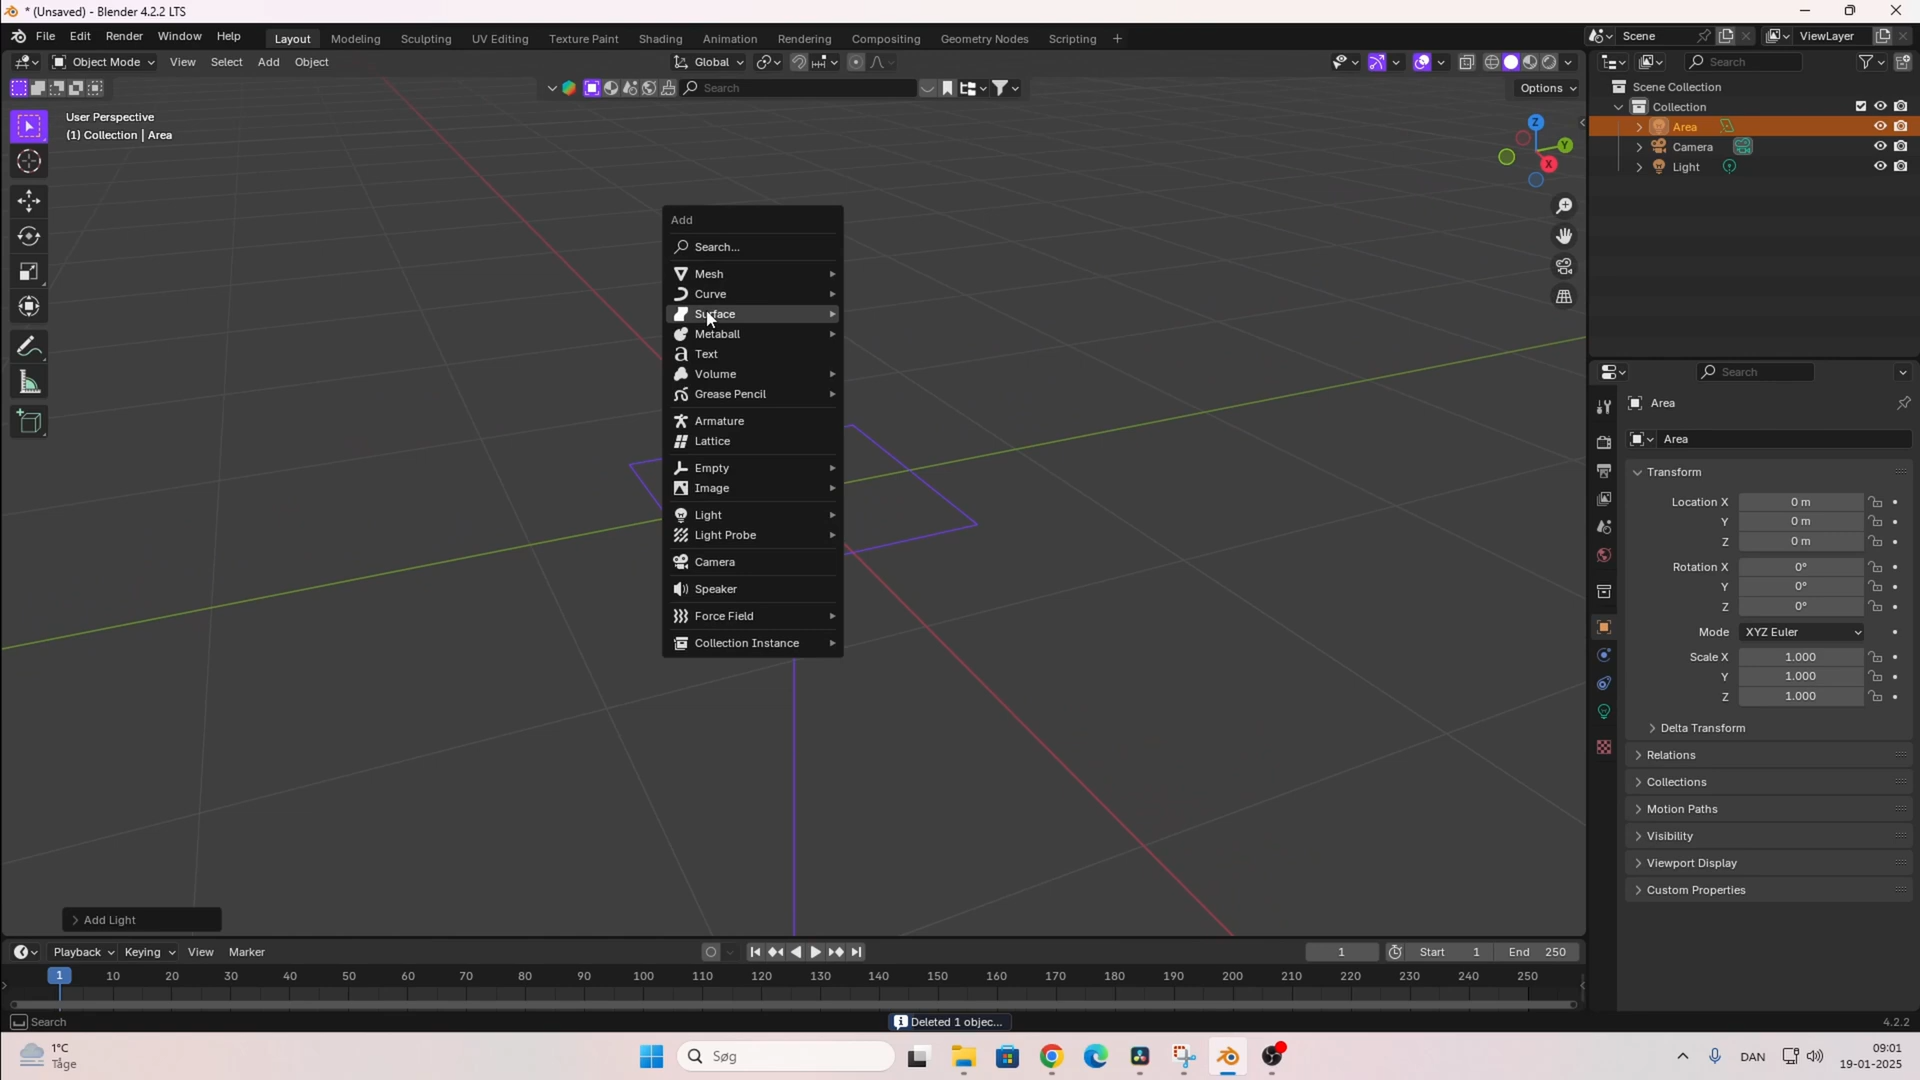 * (Unsaved) - Blender 4.2.2 LTS
File Edit Render Window Help
Layout Modeling Sculpting UV Editing Texture Paint Shading Animation Rendering Compositing Geometry Nodes Scripting +
Scene
ViewLayer
Object Mode View Select Add Object
Global
Search
Options
Search
User Perspective
(1) Collection | Area
Z
Y
X
Scene Collection
Collection
Area
Camera
Light
Add
Search...
Mesh
Curve
Surface
Metaball
Text
Volume
Grease Pencil
Armature
Lattice
Empty
Image
Light
Light Probe
Camera
Speaker
Force Field
Collection Instance
Search
Area
Area
Transform
Location X 0 m
Y 0 m
Z 0 m
Rotation X 0°
Y 0°
Z 0°
Mode XYZ Euler
Scale X 1.000
Y 1.000
Z 1.000
Delta Transform
Relations
Collections
Motion Paths
Visibility
Viewport Display
Custom Properties
Add Light
Playback Keying View Marker
1 Start 1 End 250
1 10 20 30 40 50 60 70 80 90 100 110 120 130 140 150 160 170 180 190 200 210 220 230 240 250
Search
Deleted 1 objec...
4.2.2
1°C
Tåge
Søg
DAN
09:01
19-01-2025